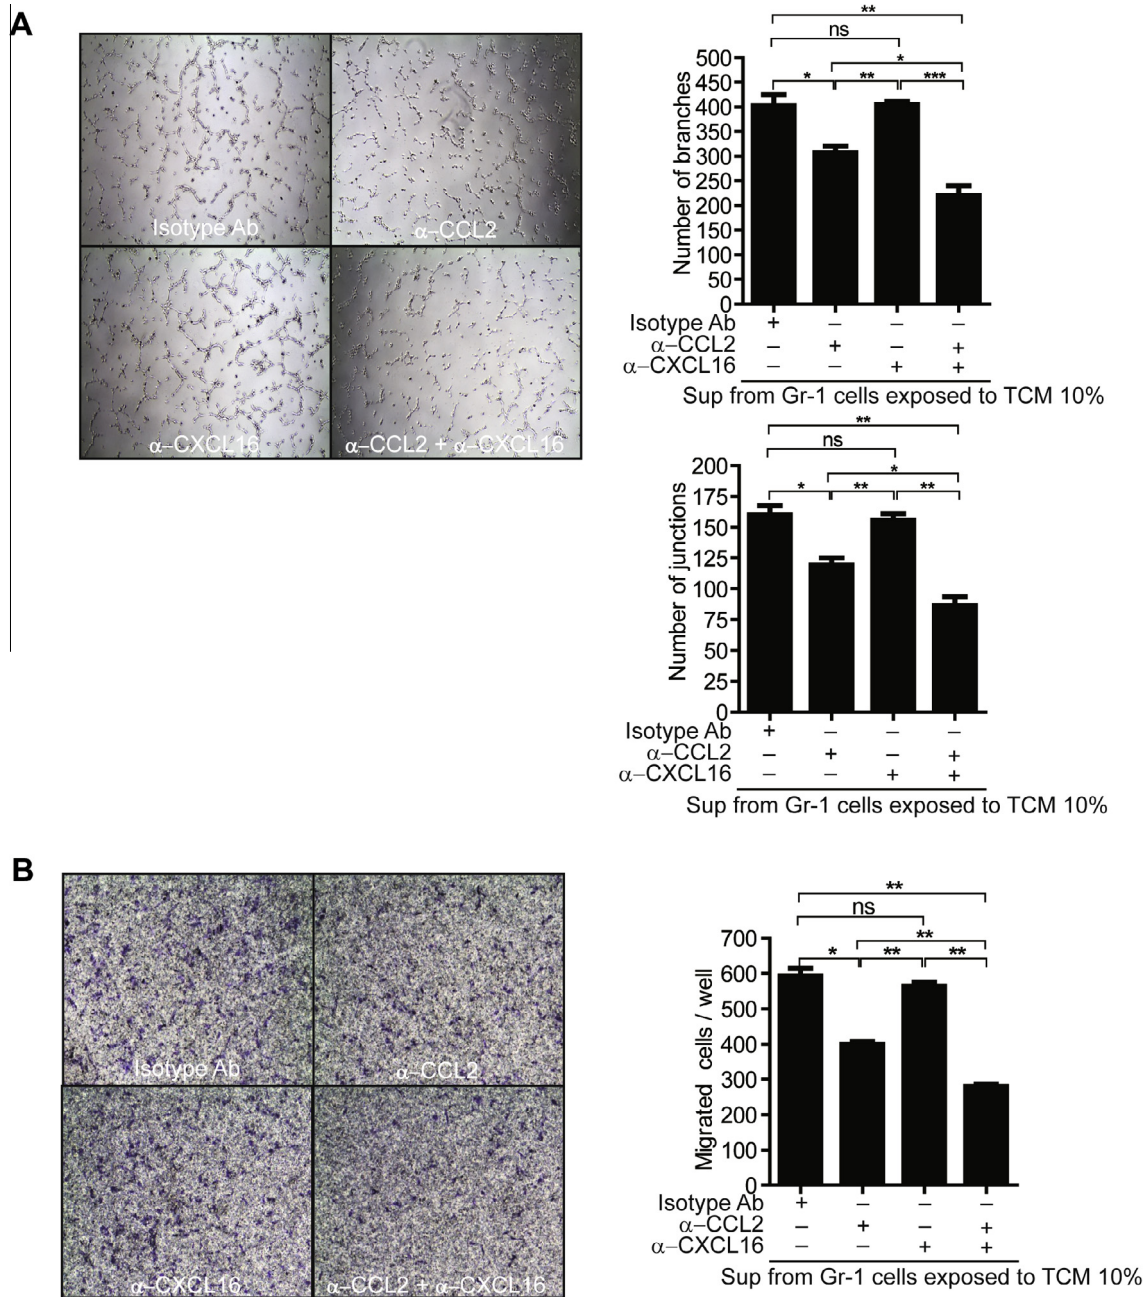 A
Isotype Ab
α–CCL2
α–CXCL16
α–CCL2 + α–CXCL16
**
ns
*
* ** ***
500
450
400
350
300
250
200
150
100
50
0
Number of branches
Isotype Ab + – – –
α–CCL2 – + – +
α–CXCL16 – – + +
Sup from Gr-1 cells exposed to TCM 10%
**
ns
*
* ** **
200
175
150
125
100
75
50
25
0
Number of junctions
Isotype Ab + – – –
α–CCL2 – + – +
α–CXCL16 – – + +
Sup from Gr-1 cells exposed to TCM 10%
B
Isotype Ab
α–CCL2
α–CXCL16
α–CCL2 + α–CXCL16
**
ns
**
* ** **
700
600
500
400
300
200
100
0
Migrated cells / well
Isotype Ab + – – –
α–CCL2 – + – +
α–CXCL16 – – + +
Sup from Gr-1 cells exposed to TCM 10%